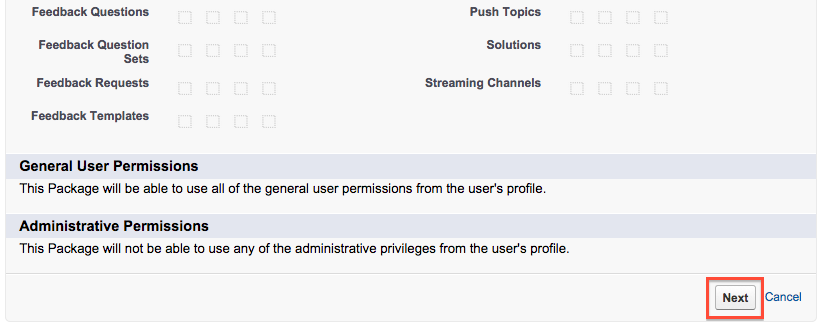 Feedback Questions
Push Topics
Feedback Question
Sets
Solutions
Feedback Requests
Streaming Channels
Feedback Templates
General User Permissions
This Package will be able to use all of the general user permissions from the user's profile.
Administrative Permissions
This Package will not be able to use any of the administrative privileges from the user's profile.
Next Cancel